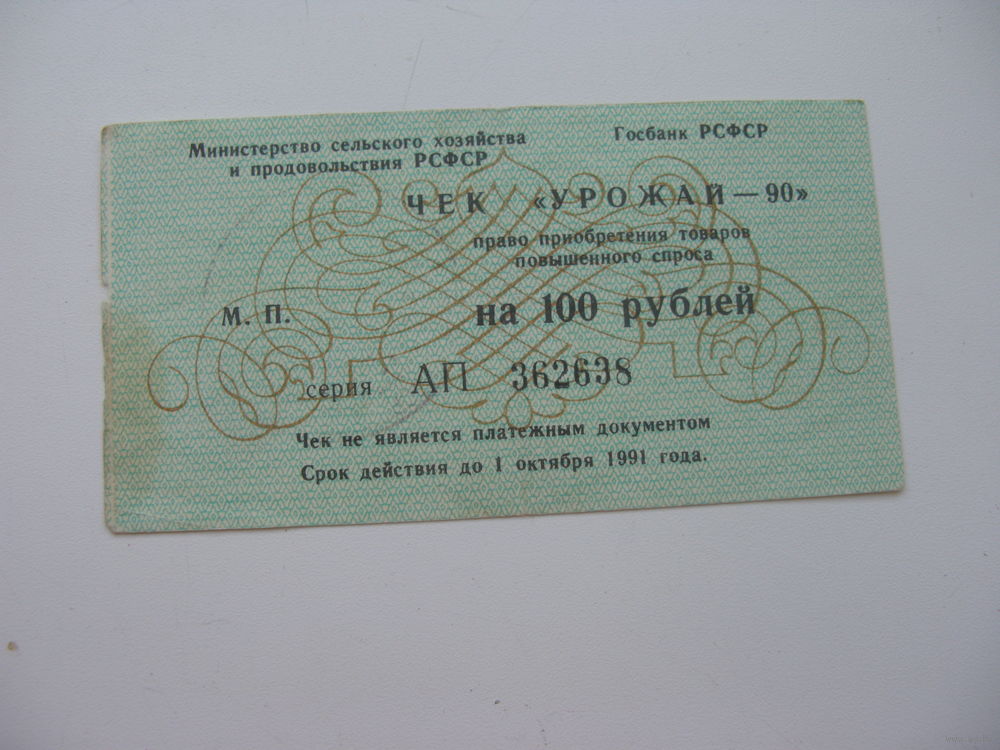 Министерство сельского хозяйства
и продовольствия РСФСР
Госбанк РСФСР
ЧЕК «УРОЖАЙ — 90»
право приобретения товаров
повышенного спроса
М. П.
на 100 рублей
серия АП 362638
Чек не является платежным документом
Срок действия до 1 октября 1991 года.